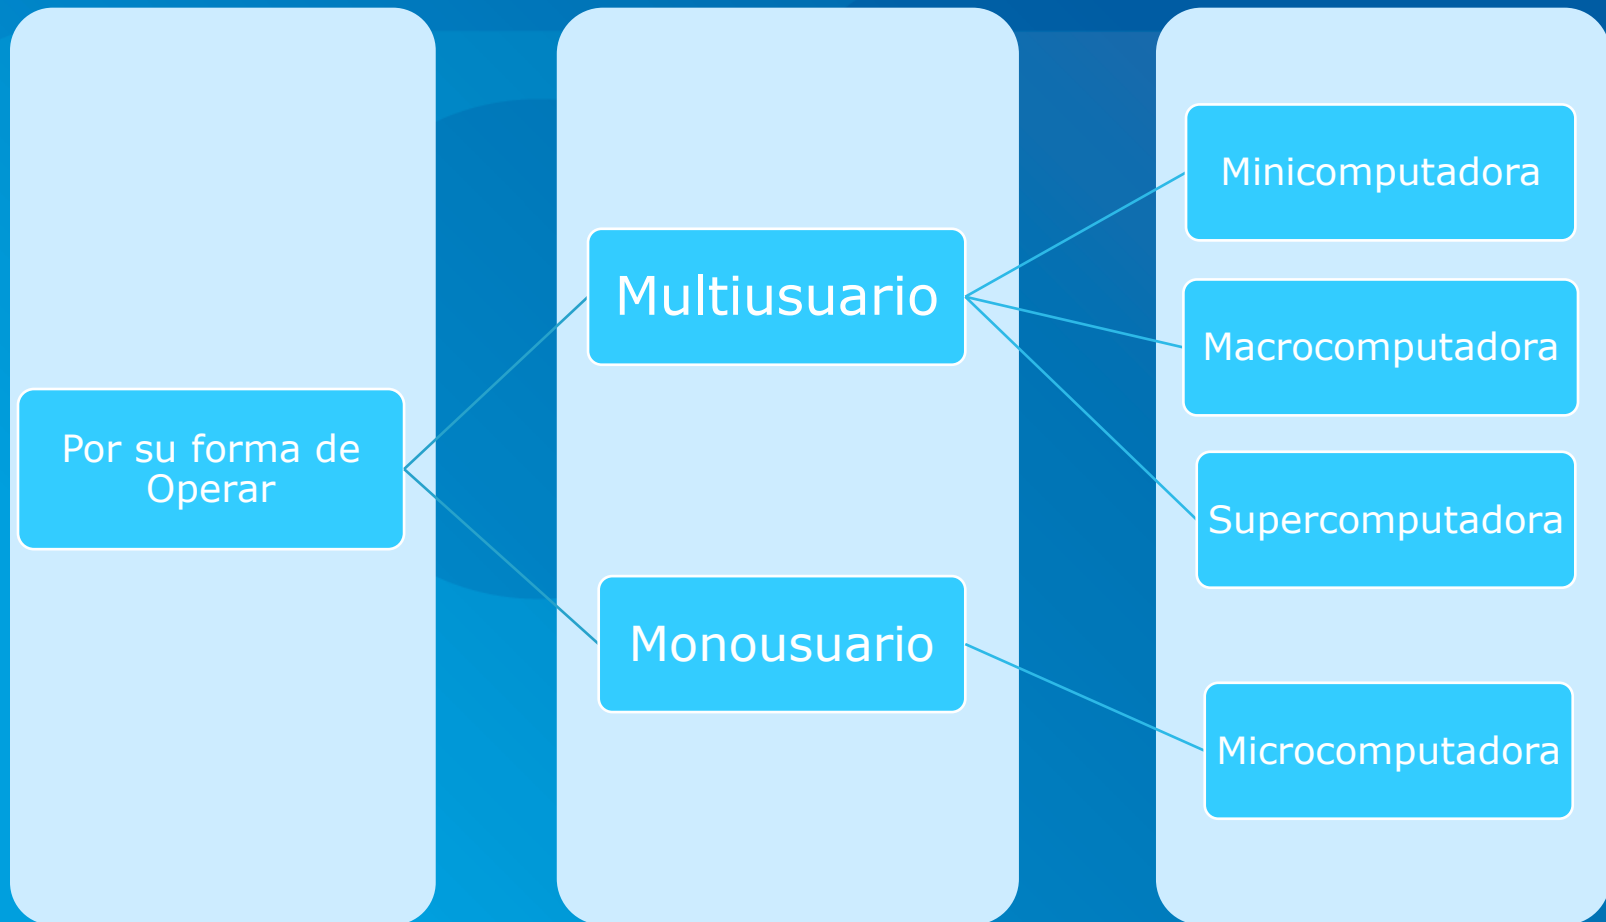 Por su forma de
Operar
Multiusuario
Monousuario
Minicomputadora
Macrocomputadora
Supercomputadora
Microcomputadora